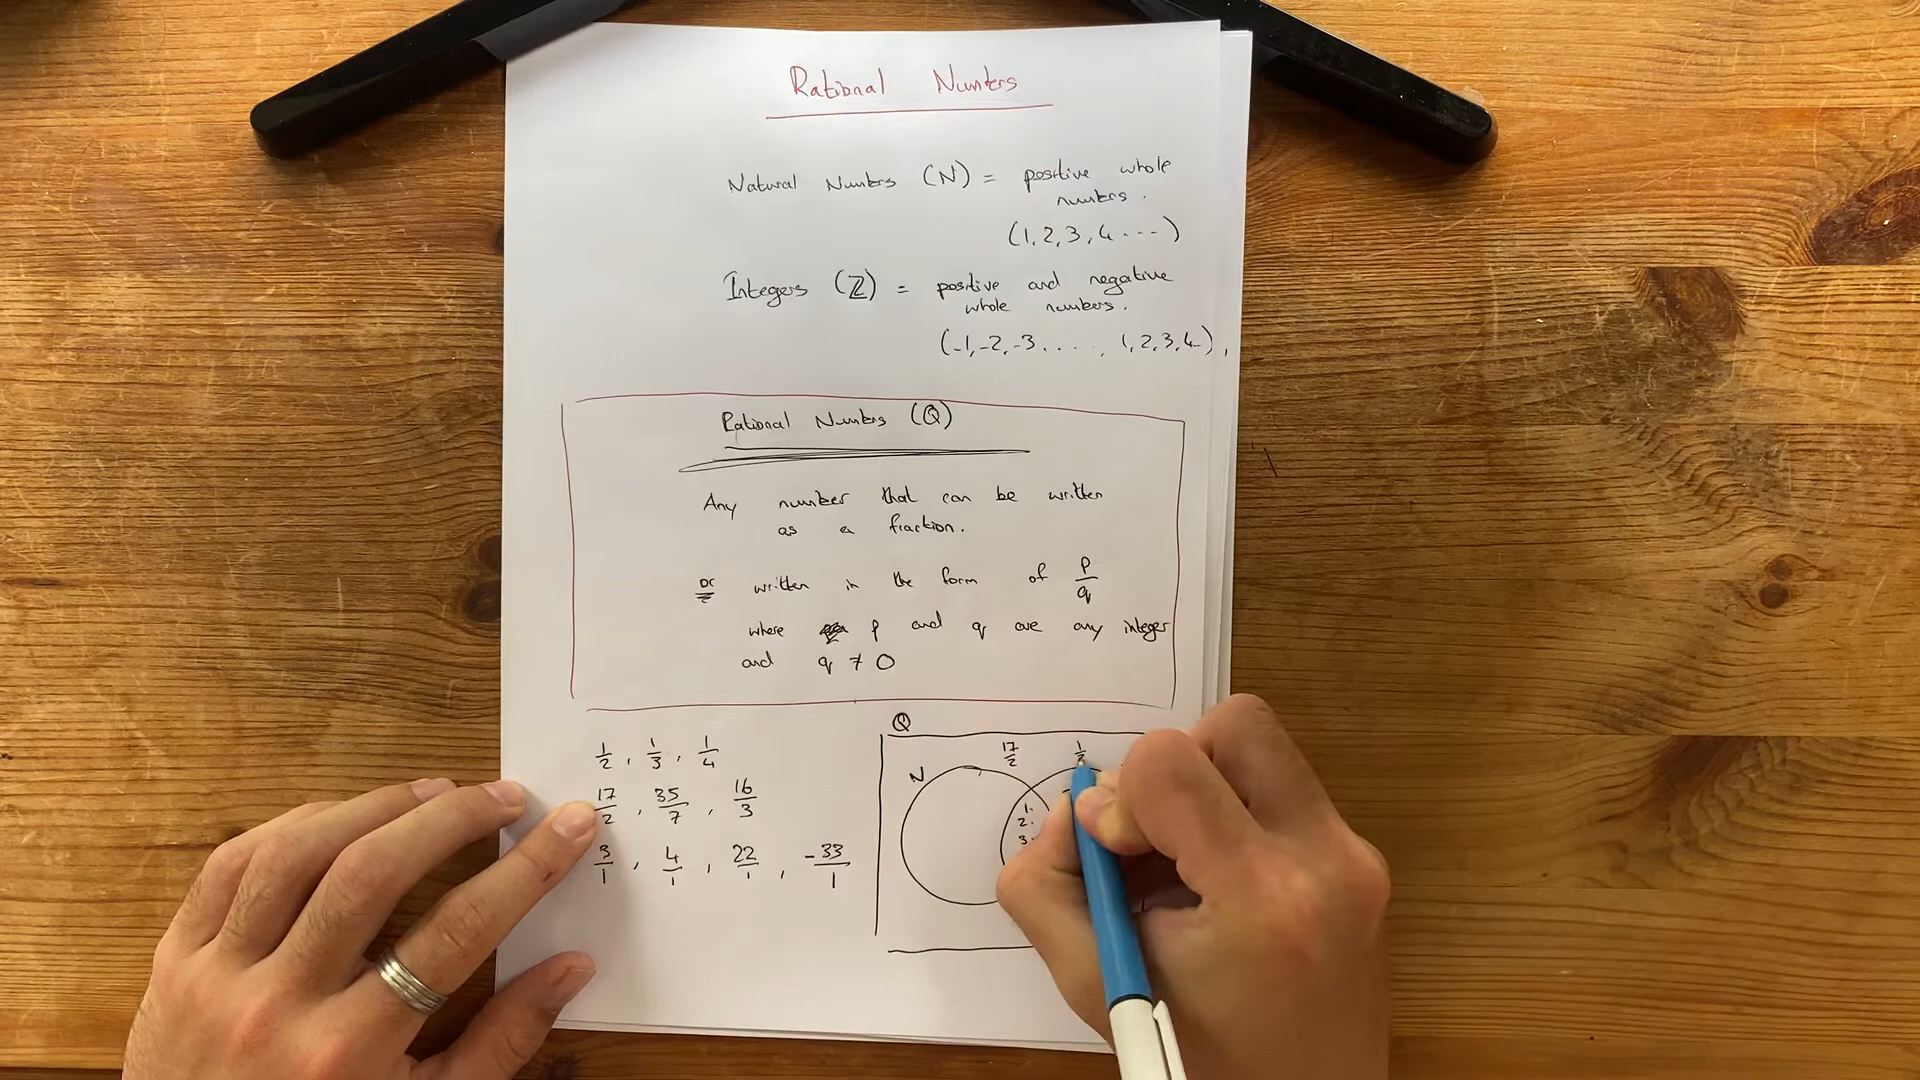 Rational Numbers
Natural Numbers (N) = positive whole
numbers.
(1, 2, 3, 4 ....)
Integers (ℤ) = positive and negative
whole numbers.
(-1, -2, -3 . . . . , 1, 2, 3, 4..) ,
Rational Numbers (ℚ)
Any number that can be written
as a fraction.
or written in the form of p/q
where p and q are any integer
and q ≠ 0
1/2 , 1/3 , 1/4
17/2 , 35/7 , 16/3
3/1 , 4/1 , 22/1 , -33/1
ℚ
17/2
N
1.
2.
3.